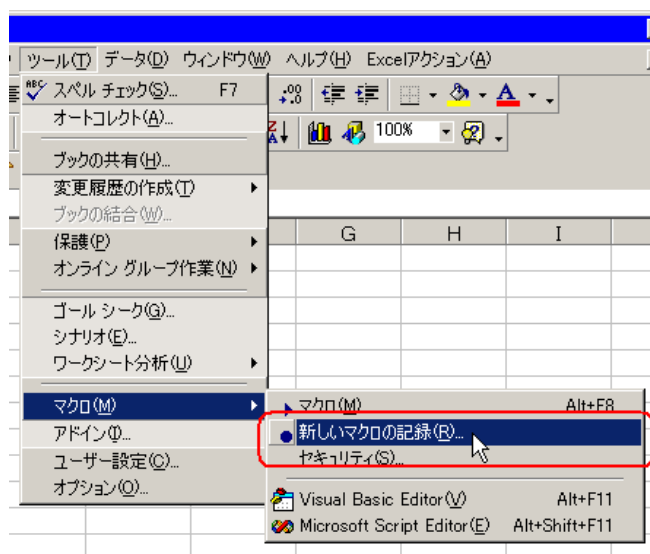 ツール(T) データ(D) ウィンドウ(W) ヘルプ(H) Excelアクション(A)
ABC スペル チェック(S)... F7
オートコレクト(A)...
100%
ブックの共有(H)...
変更履歴の作成(T)
ブックの結合(W)...
保護(P)
G H I
オンライン グループ作業(N)
ゴール シーク(G)...
シナリオ(E)...
ワークシート分析(U)
マクロ(M)
マクロ(M) Alt+F8
アドイン(I)...
新しいマクロの記録(R)...
ユーザー設定(C)...
セキュリティ(S)...
オプション(O)...
Visual Basic Editor(V) Alt+F11
Microsoft Script Editor(E) Alt+Shift+F11